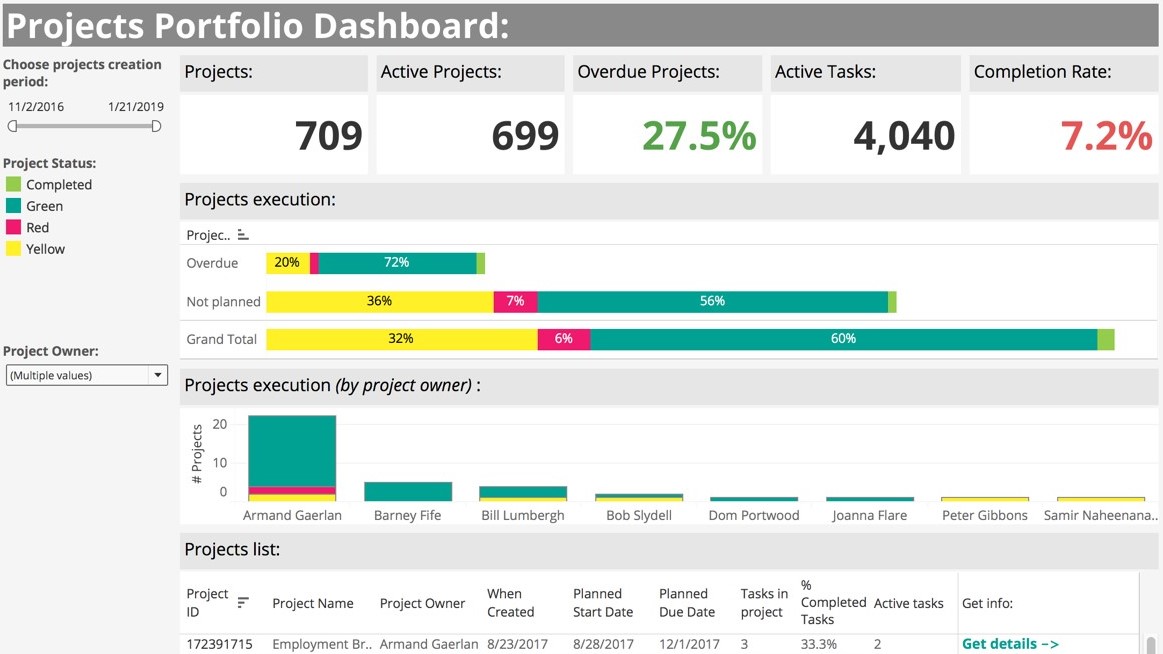 Projects Portfolio Dashboard:
Choose projects creation
period:
11/2/2016 1/21/2019
Project Status:
Completed
Green
Red
Yellow
Project Owner:
(Multiple values)
Projects: Active Projects: Overdue Projects: Active Tasks: Completion Rate:
709 699 27.5% 4,040 7.2%
Projects execution:
Projec..
Overdue 20% 72%
Not planned 36% 7% 56%
Grand Total 32% 6% 60%
Projects execution (by project owner) :
# Projects
20
10
0
Armand Gaerlan Barney Fife Bill Lumbergh Bob Slydell Dom Portwood Joanna Flare Peter Gibbons Samir Naheenana..
Projects list:
Project ID Project Name Project Owner When Created Planned Start Date Planned Due Date Tasks in project % Completed Tasks Active tasks Get info:
172391715 Employment Br.. Armand Gaerlan 8/23/2017 8/28/2017 12/1/2017 3 33.3% 2 Get details –>